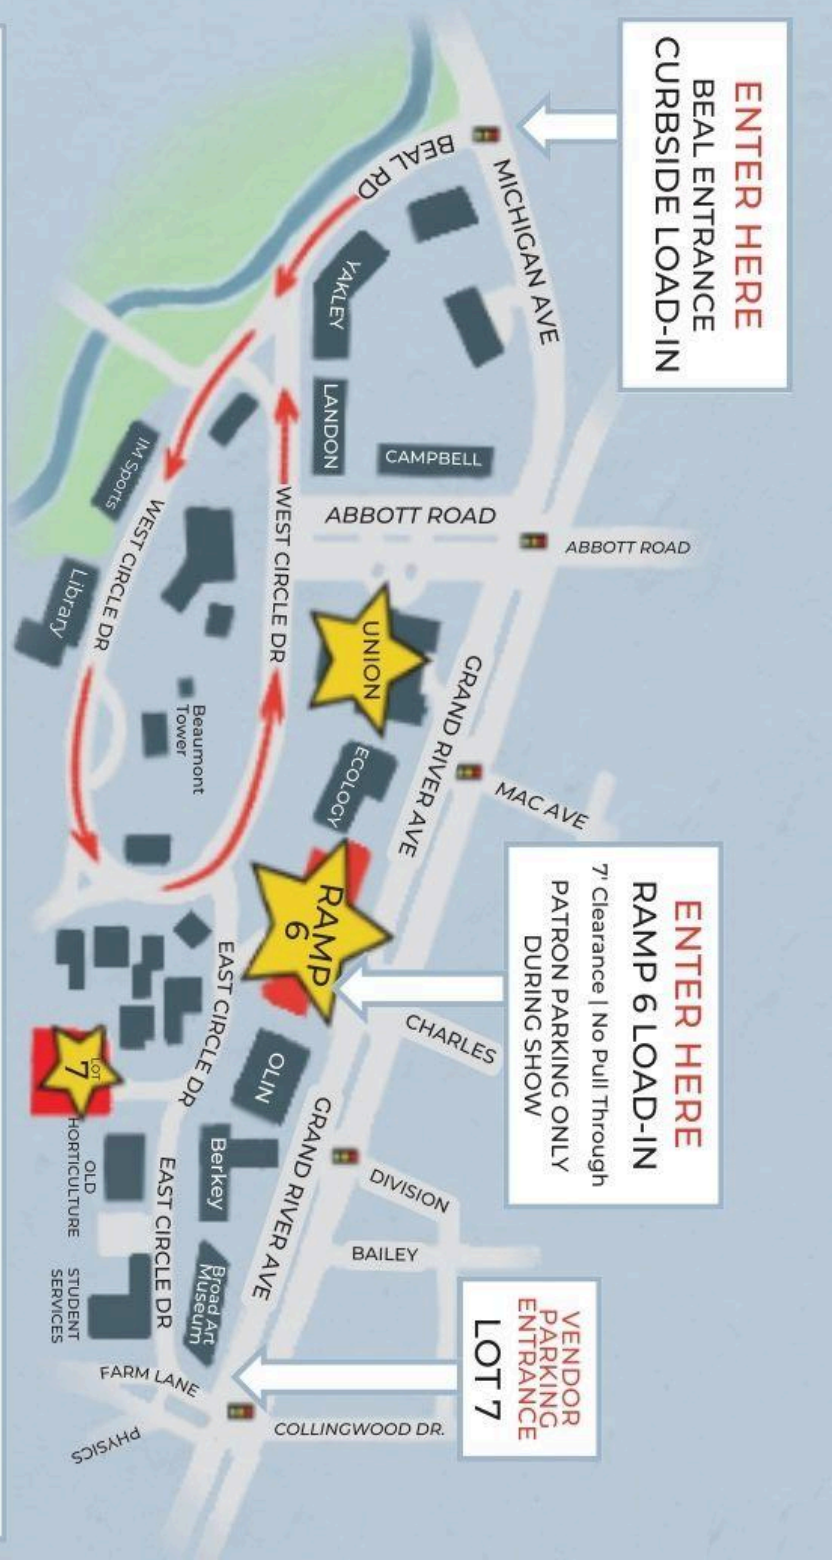 ENTER HERE
BEAL ENTRANCE
CURBSIDE LOAD-IN
ENTER HERE
RAMP 6 LOAD-IN
7' Clearance | No Pull Through
PATRON PARKING ONLY
DURING SHOW
VENDOR
PARKING
ENTRANCE
LOT 7
MICHIGAN AVE
BEAL RD
YAKLEY
LANDON
CAMPBELL
ABBOTT ROAD
ABBOTT ROAD
UNION
GRAND RIVER AVE
MAC AVE
ECOLOGY
RAMP
6
CHARLES
IM Sports
WEST CIRCLE DR
WEST CIRCLE DR
Library
Beaumont
Tower
EAST CIRCLE DR
OLIN
GRAND RIVER AVE
DIVISION
BAILEY
LOT
7
OLD
HORTICULTURE
Berkey
EAST CIRCLE DR
Broad Art
Museum
STUDENT
SERVICES
FARM LANE
COLLINGWOOD DR.
PHYSICS